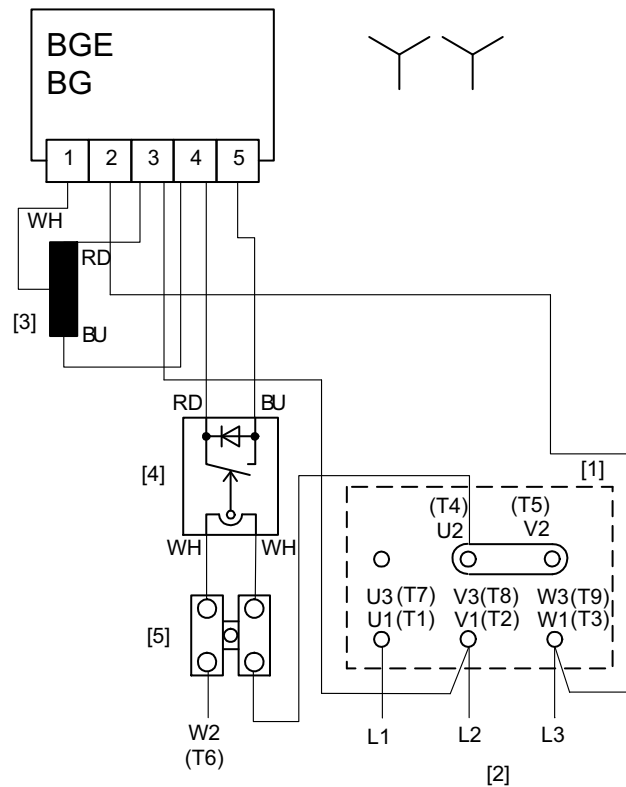 BGE
BG
1 2 3 4 5
WH
RD
[3]
BU
RD BU
[4]
[1]
(T4) (T5)
U2 V2
WH WH
U3 (T7) V3(T8) W3(T9)
U1 (T1) V1(T2) W1(T3)
[5]
W2
(T6)
L1 L2 L3
[2]